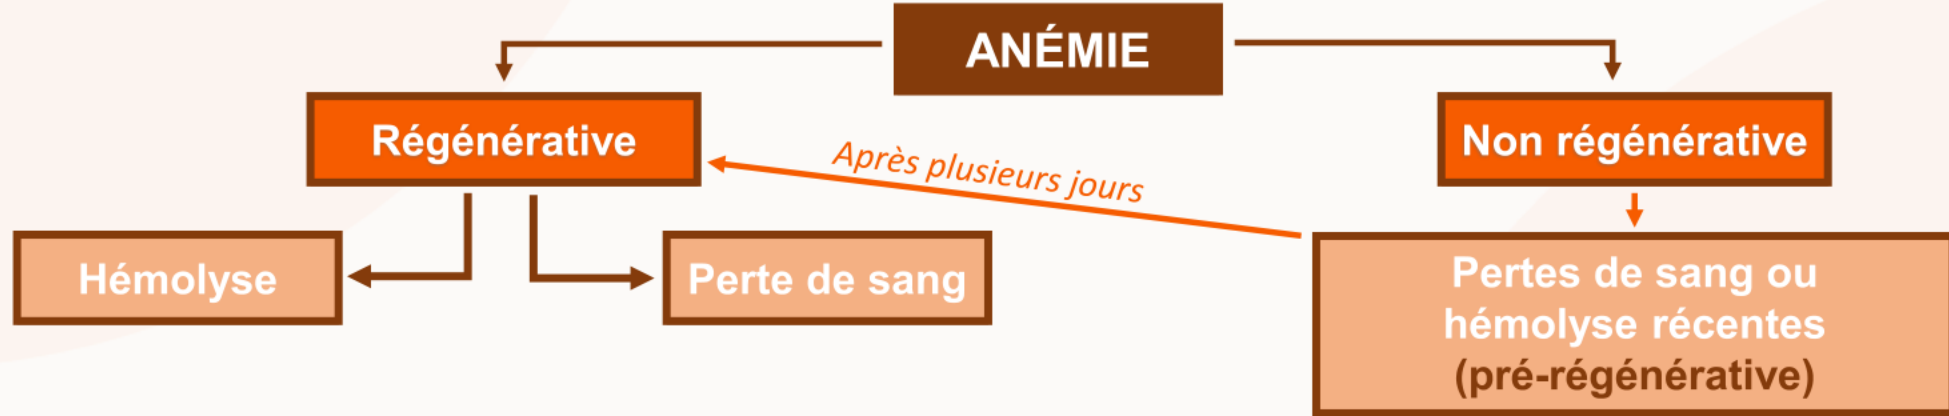 ANÉMIE
Régénérative
Non régénérative
Après plusieurs jours
Hémolyse
Perte de sang
Pertes de sang ou
hémolyse récentes
(pré-régénérative)